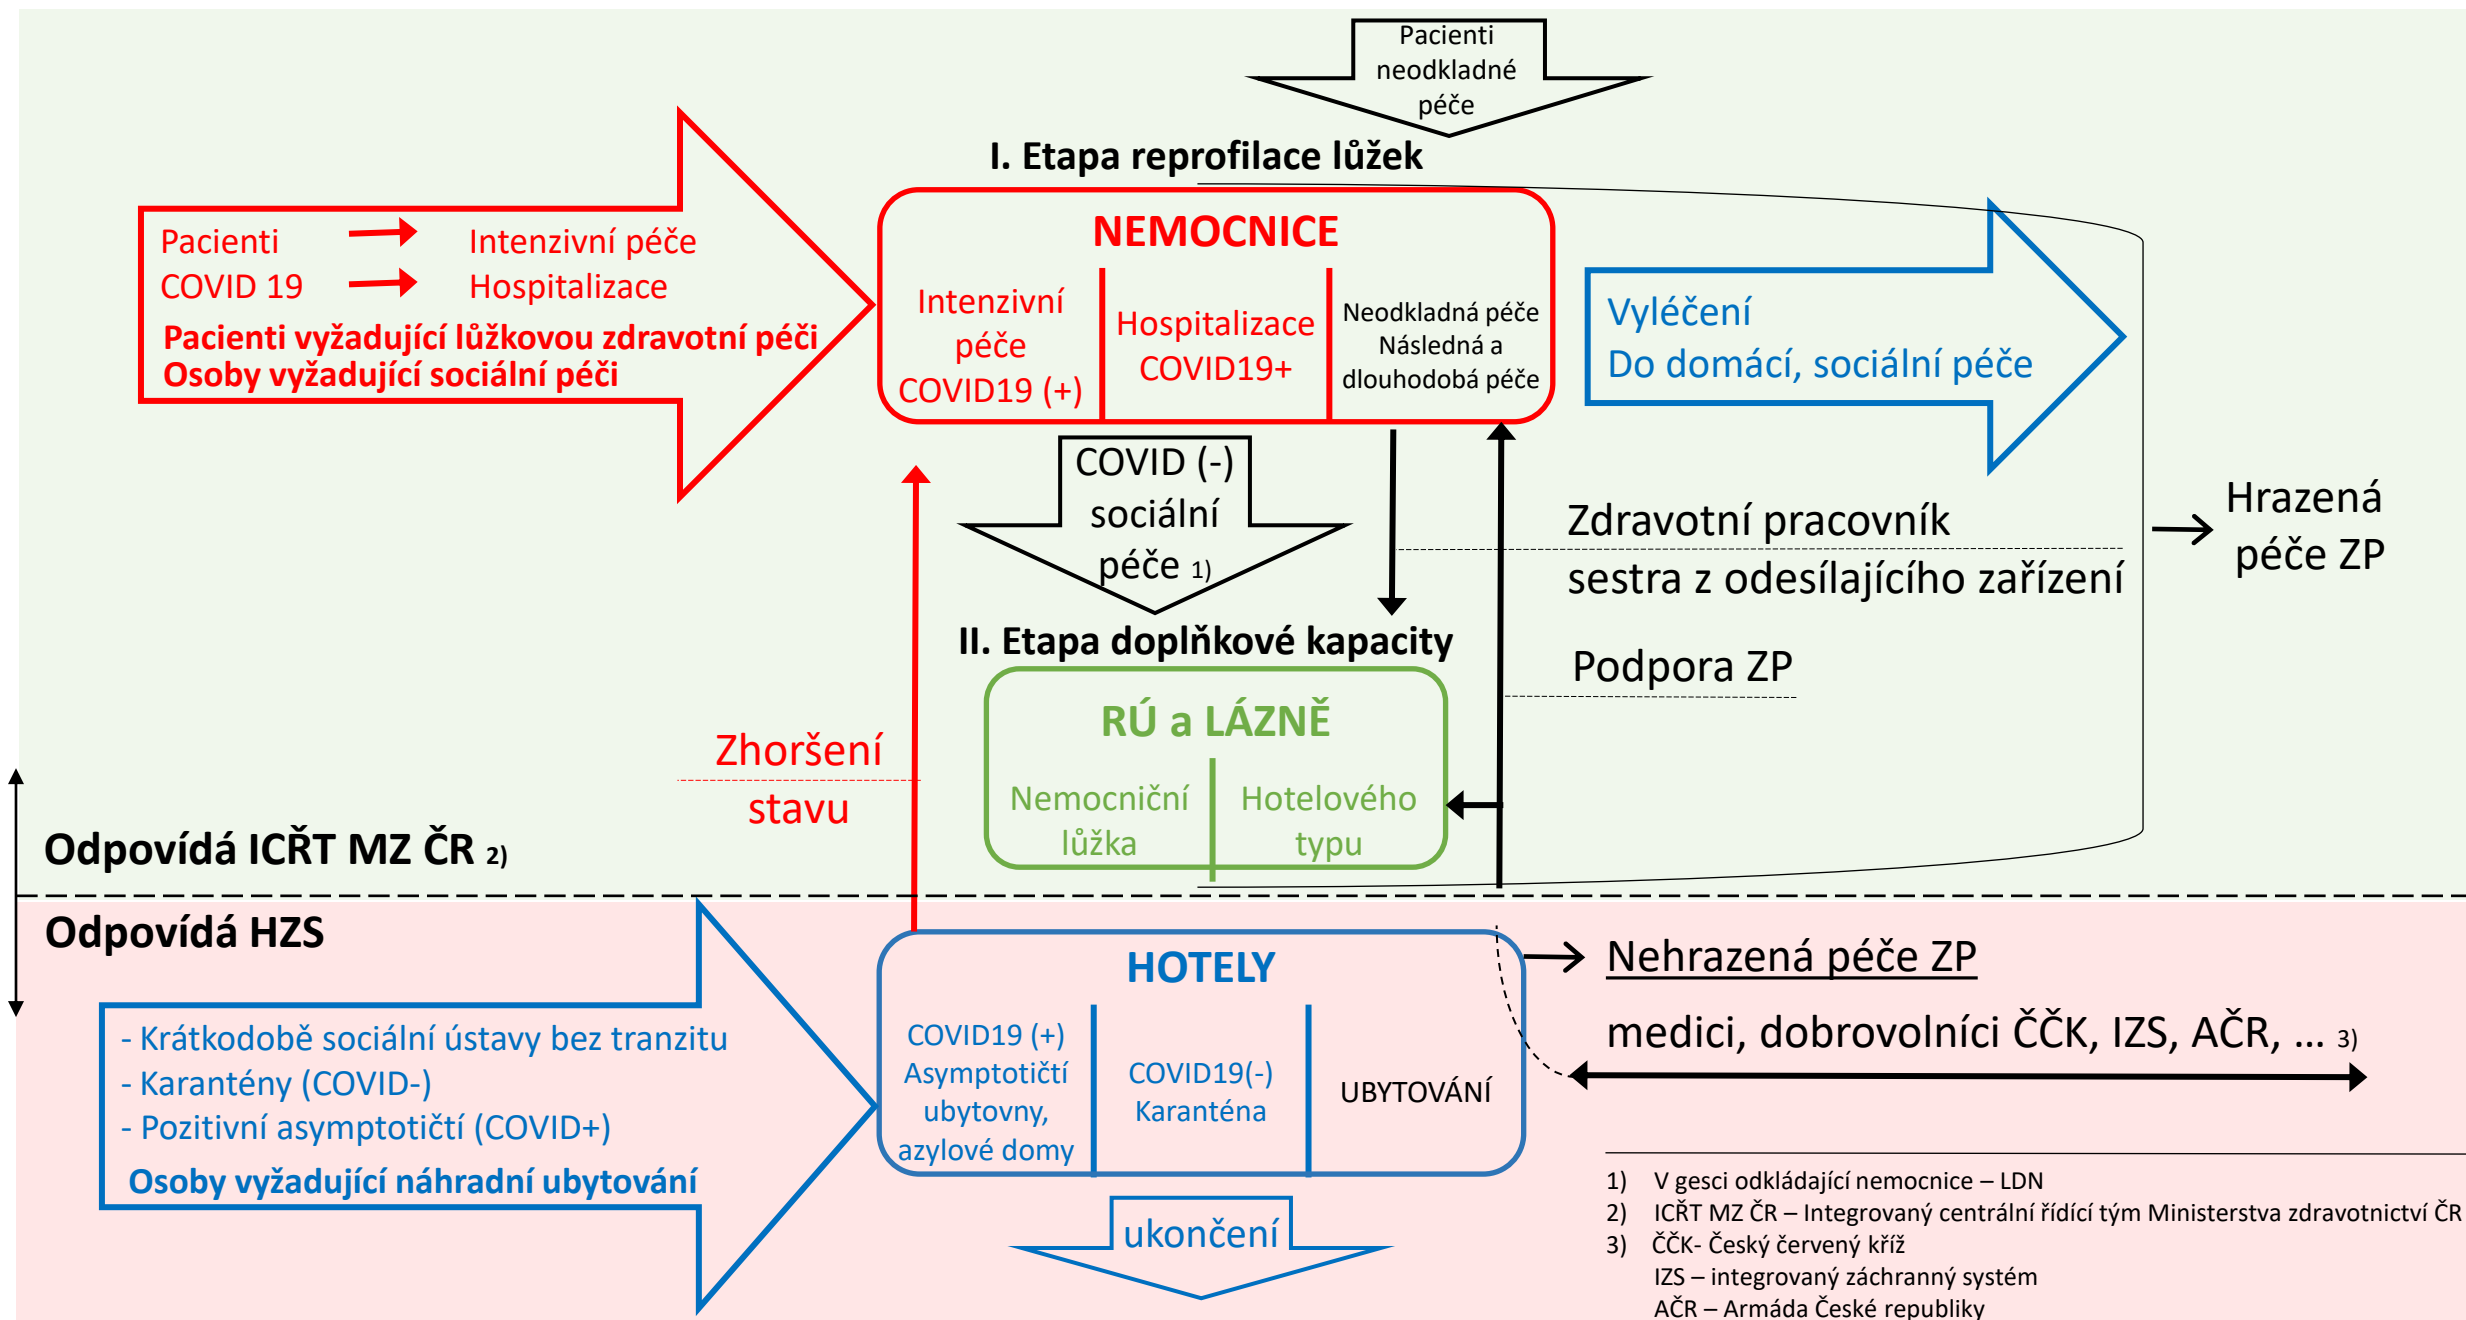 Pacienti
neodkladné
péče
I. Etapa reprofilace lůžek
Pacienti Intenzivní péče
COVID 19 Hospitalizace
Pacienti vyžadující lůžkovou zdravotní péči
Osoby vyžadující sociální péči
NEMOCNICE
Intenzivní
péče
COVID19 (+)
Hospitalizace
COVID19+
Neodkladná péče
Následná a
dlouhodobá péče
Vyléčení
Do domácí, sociální péče
COVID (-)
sociální
péče 1)
Zdravotní pracovník
sestra z odesílajícího zařízení
Hrazená
péče ZP
II. Etapa doplňkové kapacity
Podpora ZP
RÚ a LÁZNĚ
Nemocniční
lůžka
Hotelového
typu
Zhoršení
stavu
Odpovídá ICŘT MZ ČR 2)
Odpovídá HZS
- Krátkodobě sociální ústavy bez tranzitu
- Karantény (COVID-)
- Pozitivní asymptotičtí (COVID+)
Osoby vyžadující náhradní ubytování
HOTELY
COVID19 (+)
Asymptotičtí
ubytovny,
azylové domy
COVID19(-)
Karanténa
UBYTOVÁNÍ
Nehrazená péče ZP
medici, dobrovolníci ČČK, IZS, AČR, ... 3)
ukončení
1) V gesci odkládající nemocnice – LDN
2) ICŘT MZ ČR – Integrovaný centrální řídící tým Ministerstva zdravotnictví ČR
3) ČČK- Český červený kříž
IZS – integrovaný záchranný systém
AČR – Armáda České republiky